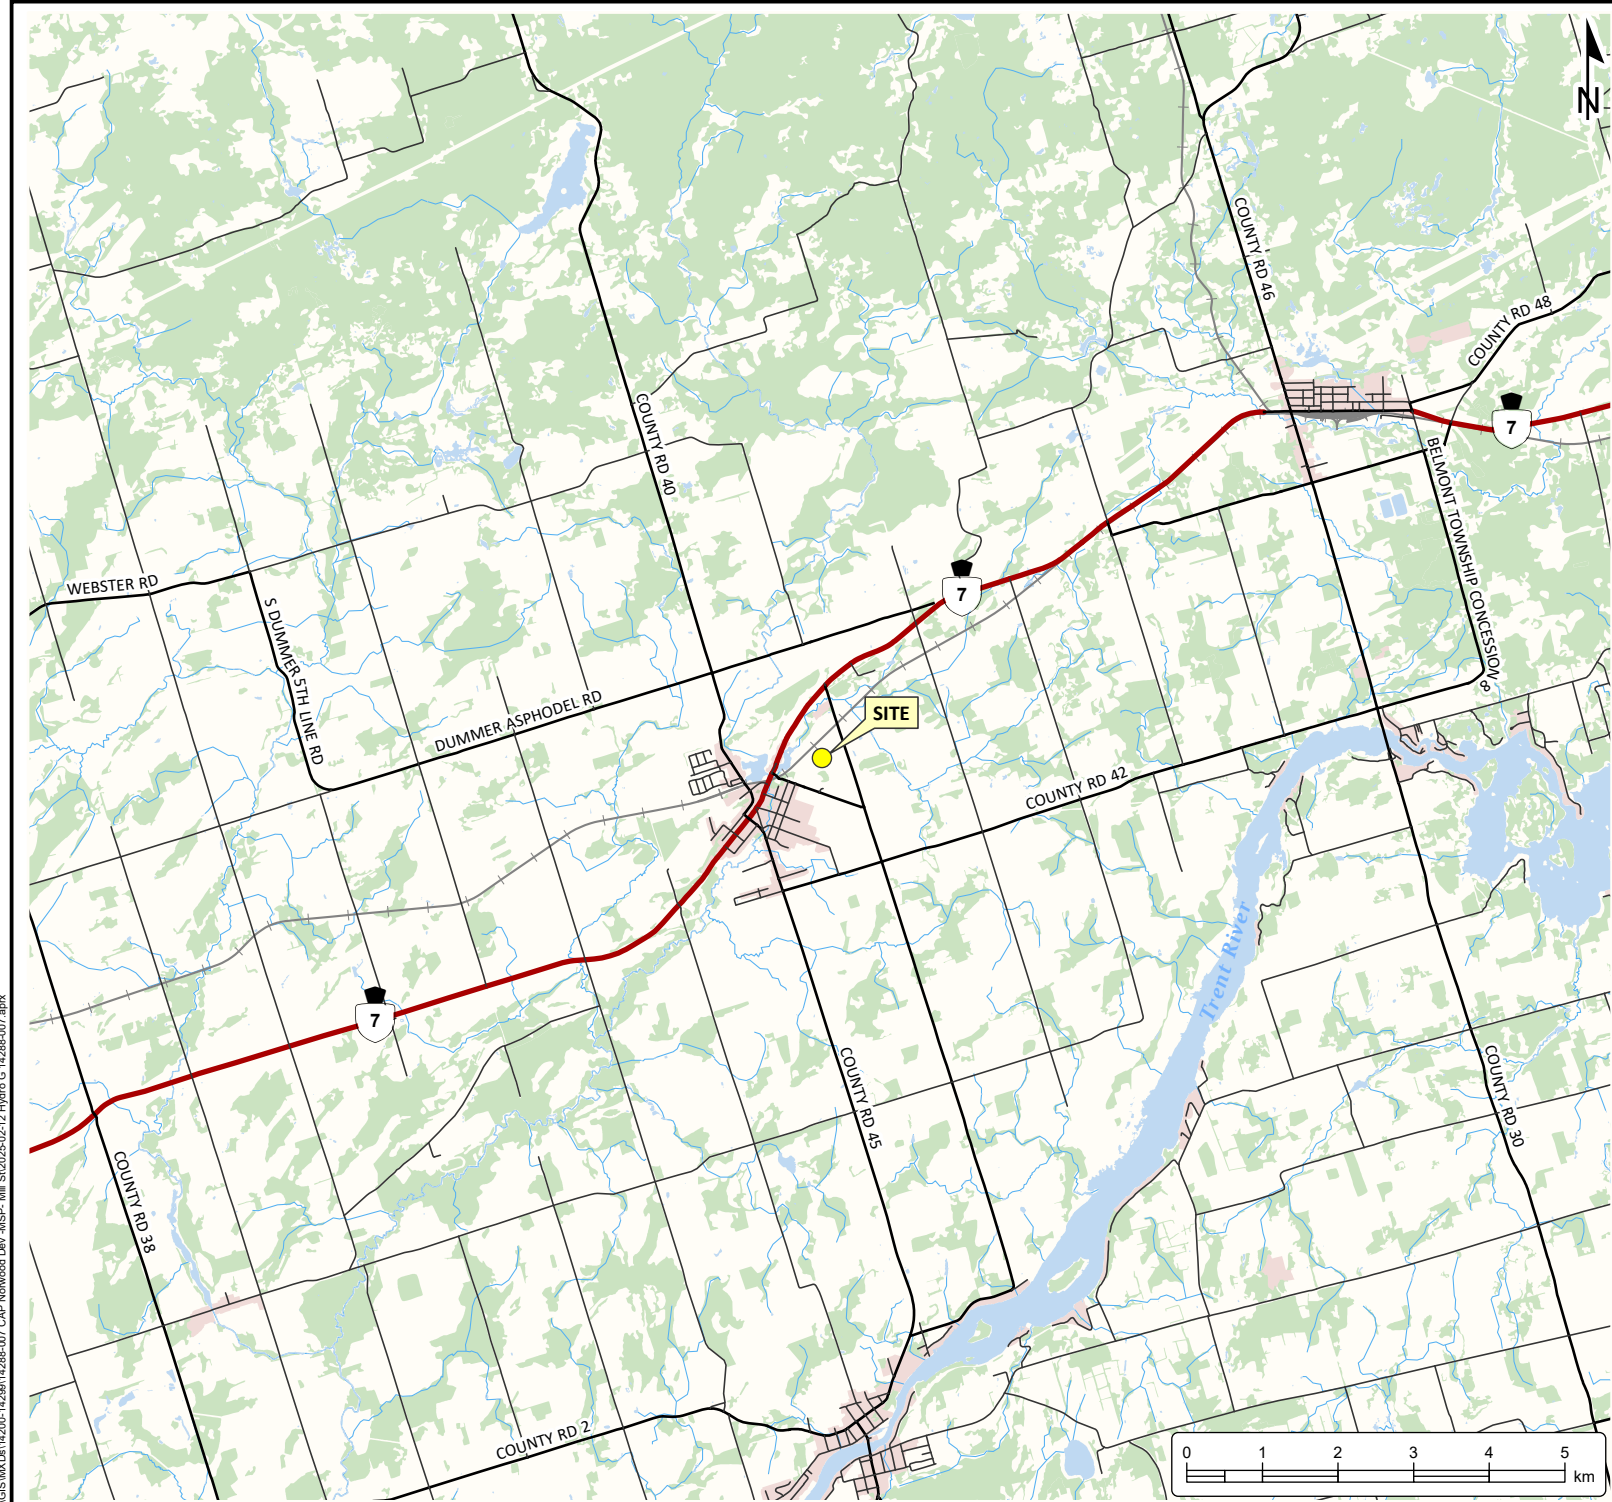 N
COUNTY RD 46
COUNTY RD 48
COUNTY RD 40
7
BELMONT TOWNSHIP CONCESSION 8
WEBSTER RD
7
S DUMMER 5TH LINE RD
DUMMER ASPHODEL RD
SITE
COUNTY RD 42
Trent River
7
COUNTY RD 45
COUNTY RD 30
COUNTY RD 38
COUNTY RD 2
0 1 2 3 4 5
km